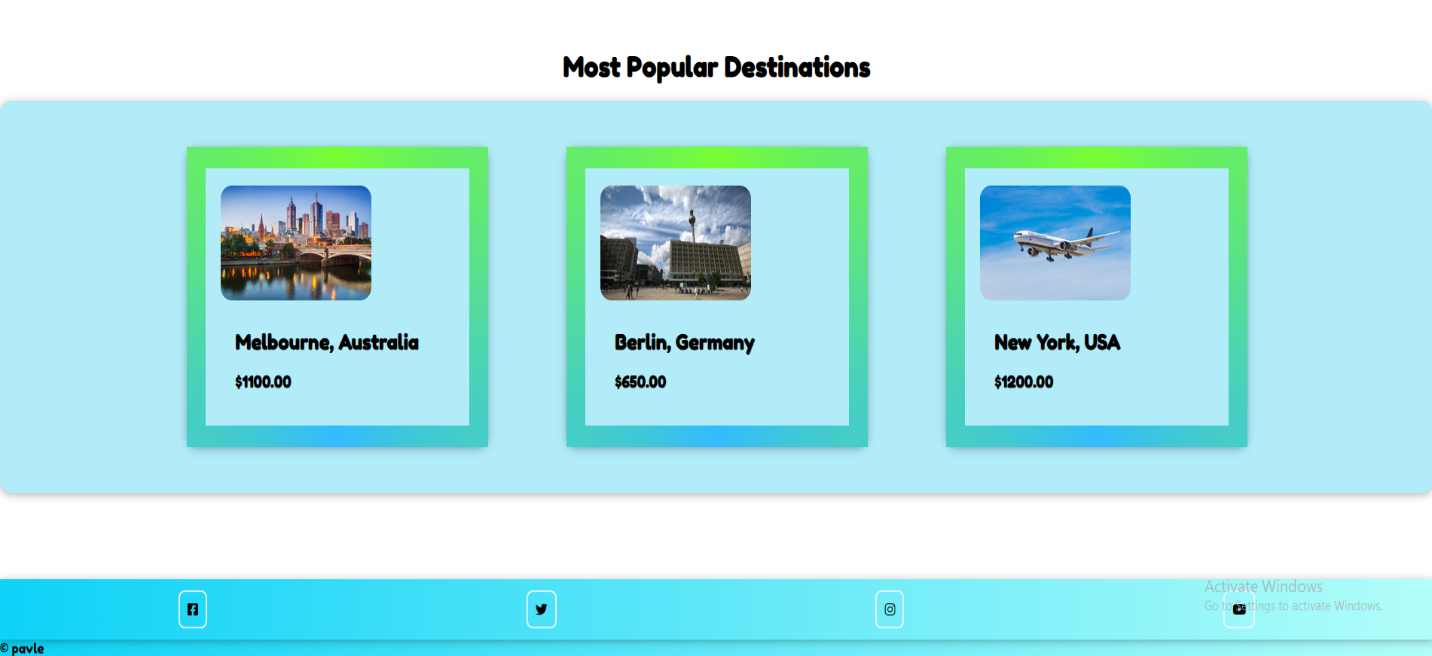 Most Popular Destinations
Melbourne, Australia
$1100.00
Berlin, Germany
$650.00
New York, USA
$1200.00
Activate Windows
Go to Settings to activate Windows.
© pavle